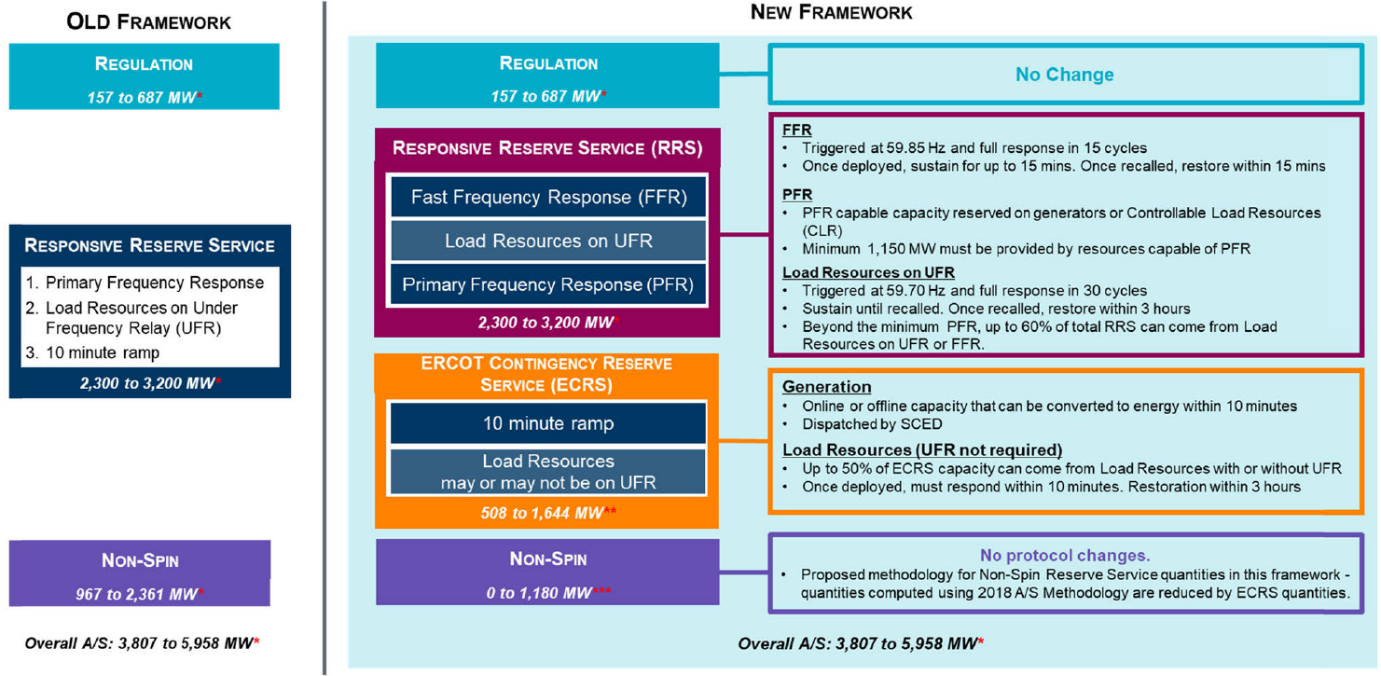 OLD FRAMEWORK
REGULATION
157 to 687 MW*
RESPONSIVE RESERVE SERVICE
1. Primary Frequency Response
2. Load Resources on Under
Frequency Relay (UFR)
3. 10 minute ramp
2,300 to 3,200 MW*
NON-SPIN
967 to 2,361 MW*
Overall A/S: 3,807 to 5,958 MW*
NEW FRAMEWORK
REGULATION
157 to 687 MW*
No Change
RESPONSIVE RESERVE SERVICE (RRS)
Fast Frequency Response (FFR)
Load Resources on UFR
Primary Frequency Response (PFR)
2,300 to 3,200 MW*
FFR
• Triggered at 59.85 Hz and full response in 15 cycles
• Once deployed, sustain for up to 15 mins. Once recalled, restore within 15 mins
PFR
• PFR capable capacity reserved on generators or Controllable Load Resources
(CLR)
• Minimum 1,150 MW must be provided by resources capable of PFR
Load Resources on UFR
• Triggered at 59.70 Hz and full response in 30 cycles
• Sustain until recalled. Once recalled, restore within 3 hours
• Beyond the minimum PFR, up to 60% of total RRS can come from Load
Resources on UFR or FFR.
ERCOT CONTINGENCY RESERVE
SERVICE (ECRS)
10 minute ramp
Load Resources
may or may not be on UFR
508 to 1,644 MW**
Generation
• Online or offline capacity that can be converted to energy within 10 minutes
• Dispatched by SCED
Load Resources (UFR not required)
• Up to 50% of ECRS capacity can come from Load Resources with or without UFR
• Once deployed, must respond within 10 minutes. Restoration within 3 hours
NON-SPIN
0 to 1,180 MW***
No protocol changes.
• Proposed methodology for Non-Spin Reserve Service quantities in this framework -
quantities computed using 2018 A/S Methodology are reduced by ECRS quantities.
Overall A/S: 3,807 to 5,958 MW*